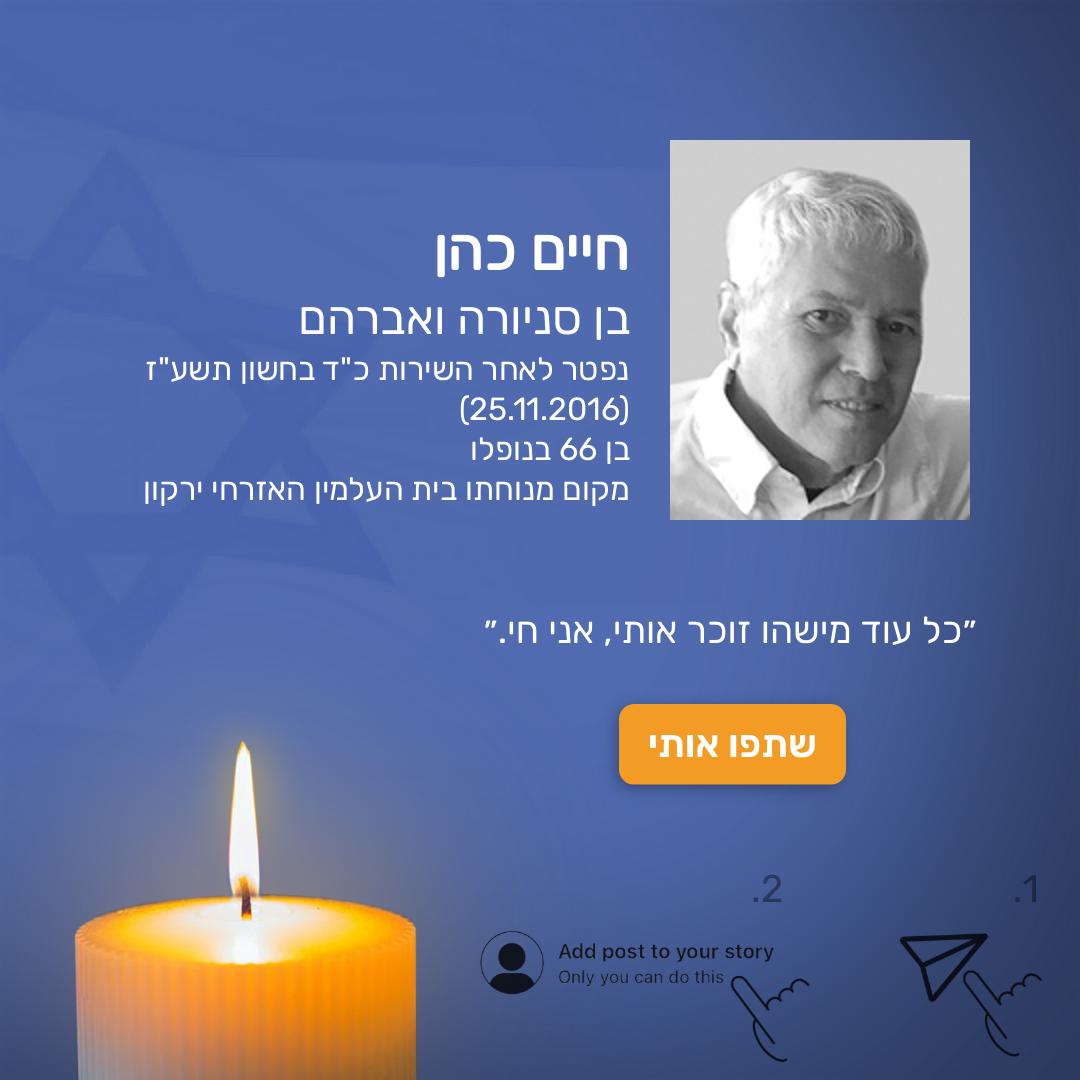 חיים כהן
בן סניורה ואברהם
נפטר לאחר השירות כ"ד בחשון תשע"ז
(25.11.2016)
בן 66 בנופלו
מקום מנוחתו בית העלמין האזרחי ירקון
״כל עוד מישהו זוכר אותי, אני חי.״
שתפו אותי
.1
.2
Add post to your story
Only you can do this